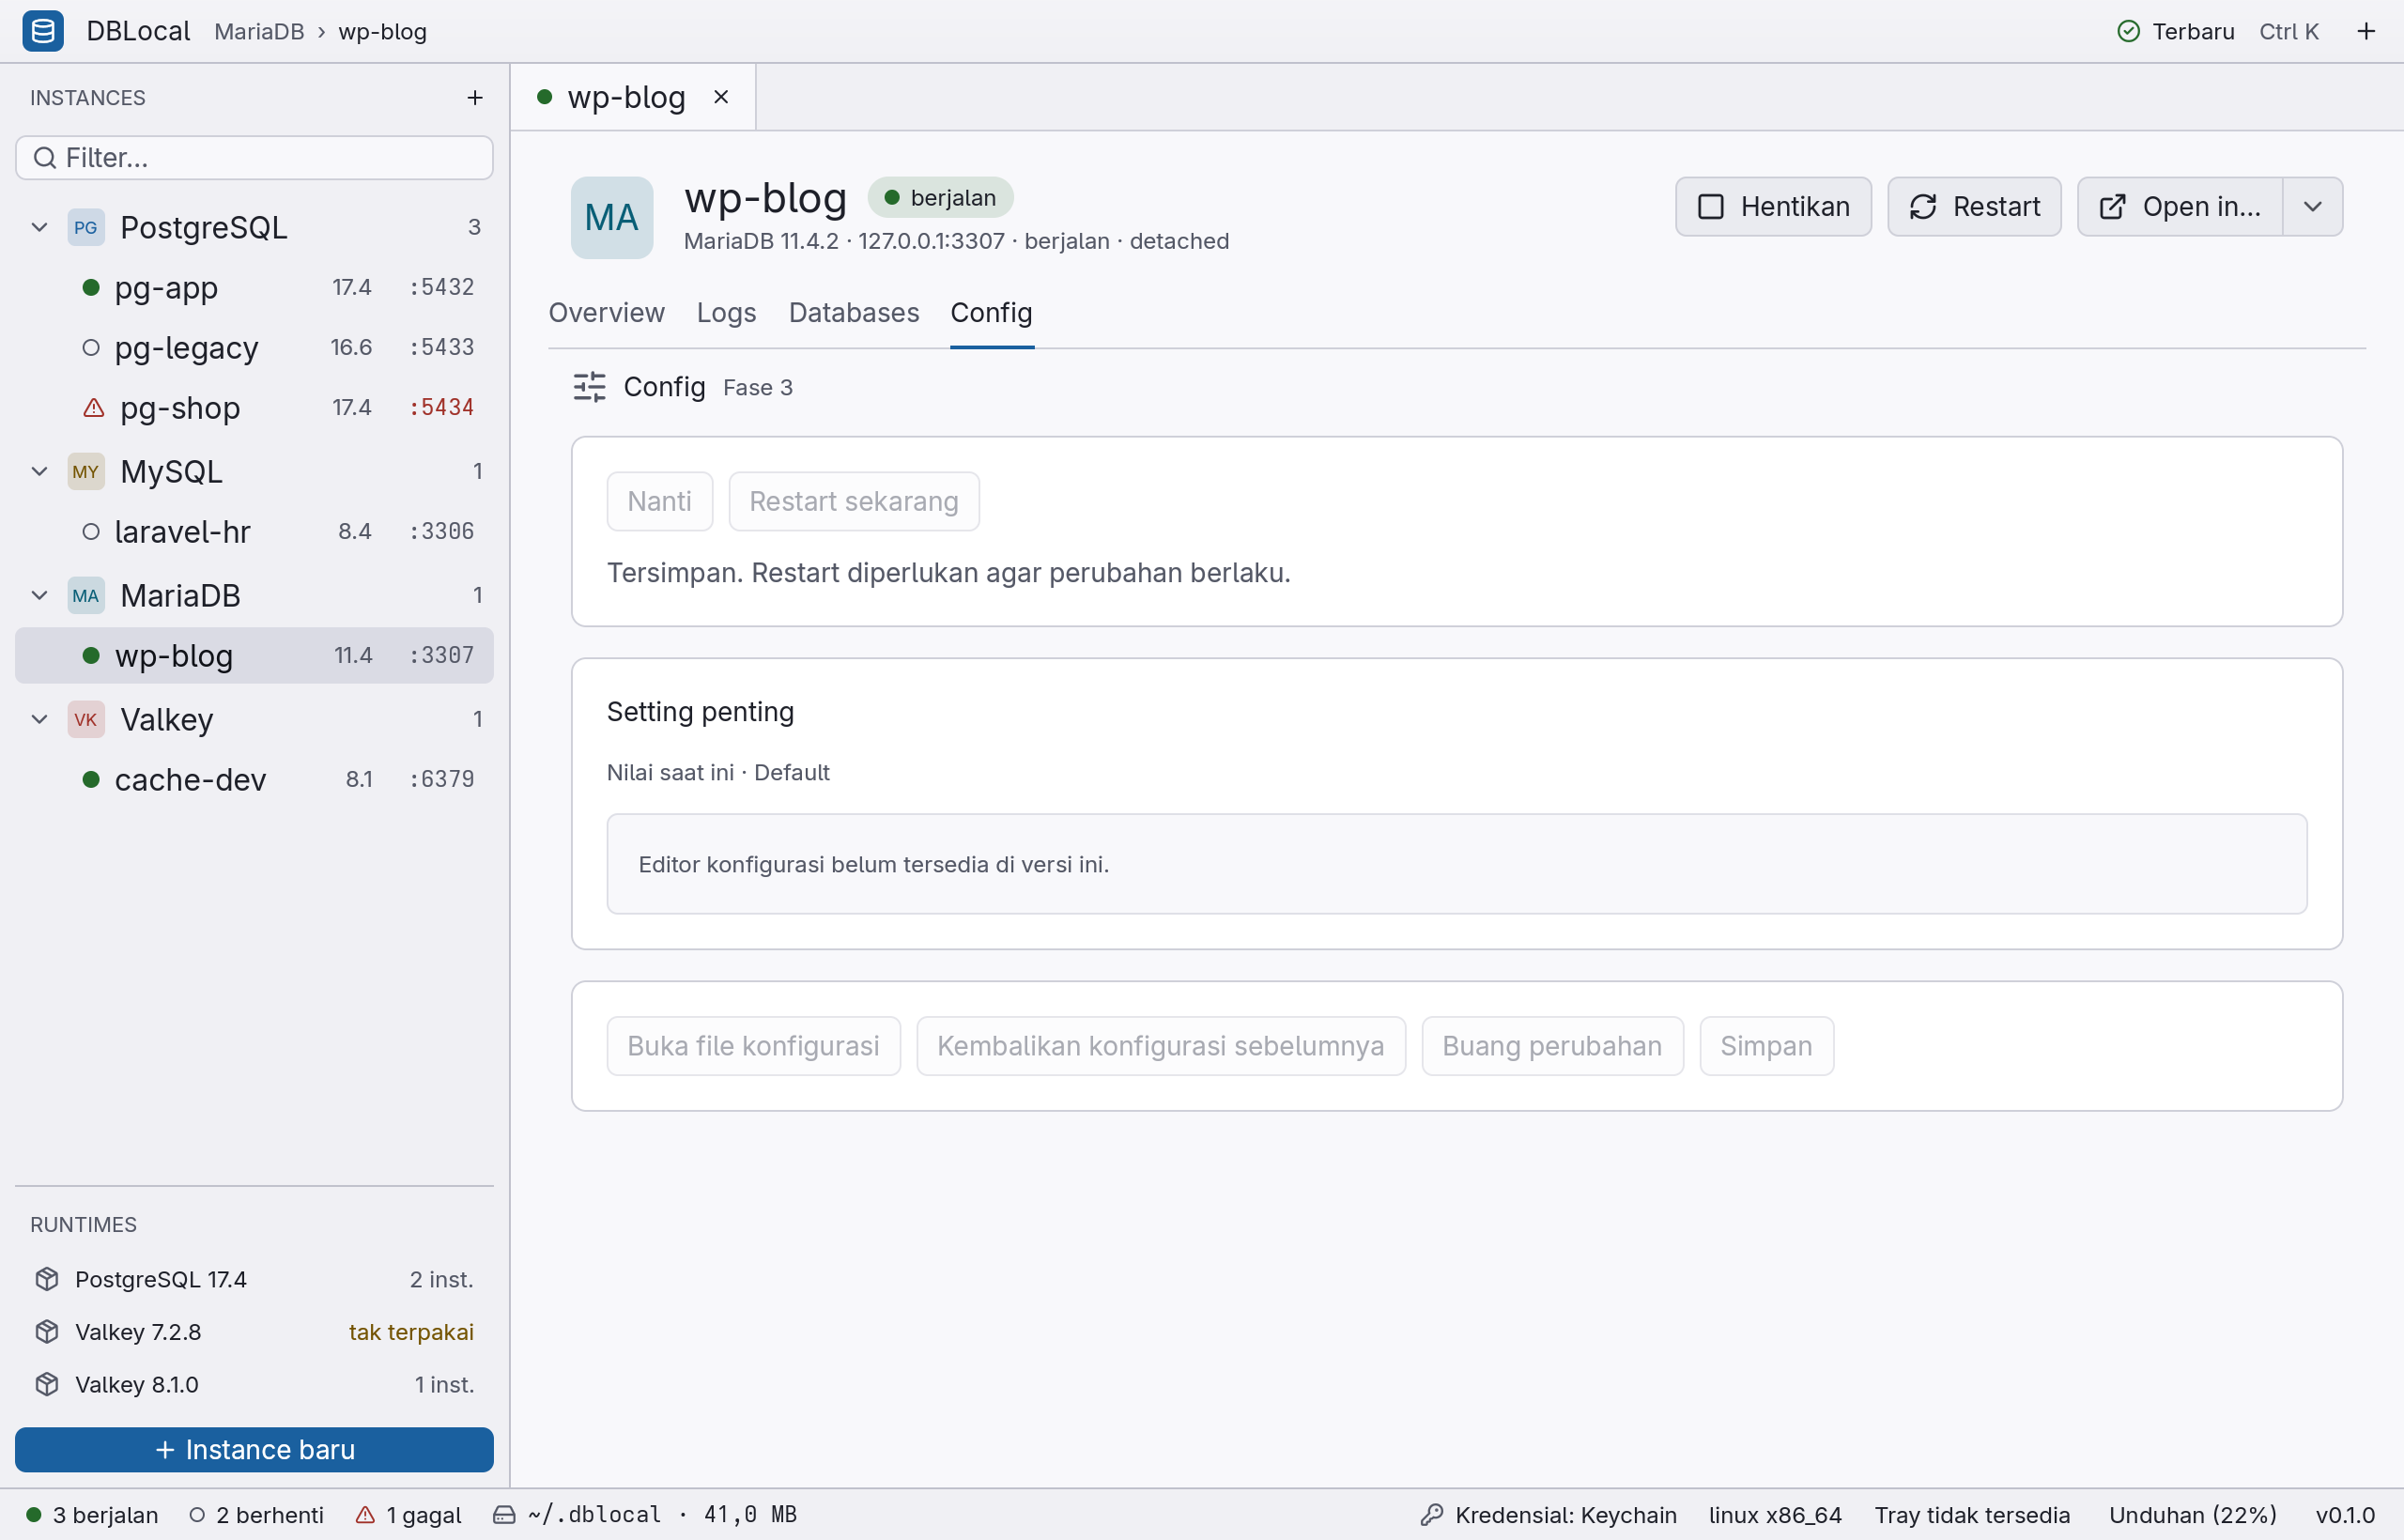 DBLocal MariaDB › wp-blog Terbaru Ctrl K
INSTANCES
wp-blog
Filter...
PG PostgreSQL 3
pg-app 17.4 :5432
pg-legacy 16.6 :5433
pg-shop 17.4 :5434
MY MySQL 1
laravel-hr 8.4 :3306
MA MariaDB 1
wp-blog 11.4 :3307
VK Valkey 1
cache-dev 8.1 :6379
RUNTIMES
PostgreSQL 17.4 2 inst.
Valkey 7.2.8 tak terpakai
Valkey 8.1.0 1 inst.
+ Instance baru
MA
wp-blog berjalan
MariaDB 11.4.2 · 127.0.0.1:3307 · berjalan · detached
Hentikan Restart Open in...
Overview Logs Databases Config
Config Fase 3
Nanti Restart sekarang
Tersimpan. Restart diperlukan agar perubahan berlaku.
Setting penting
Nilai saat ini · Default
Editor konfigurasi belum tersedia di versi ini.
Buka file konfigurasi Kembalikan konfigurasi sebelumnya Buang perubahan Simpan
3 berjalan 2 berhenti 1 gagal ~/.dblocal · 41,0 MB Kredensial: Keychain linux x86_64 Tray tidak tersedia Unduhan (22%) v0.1.0